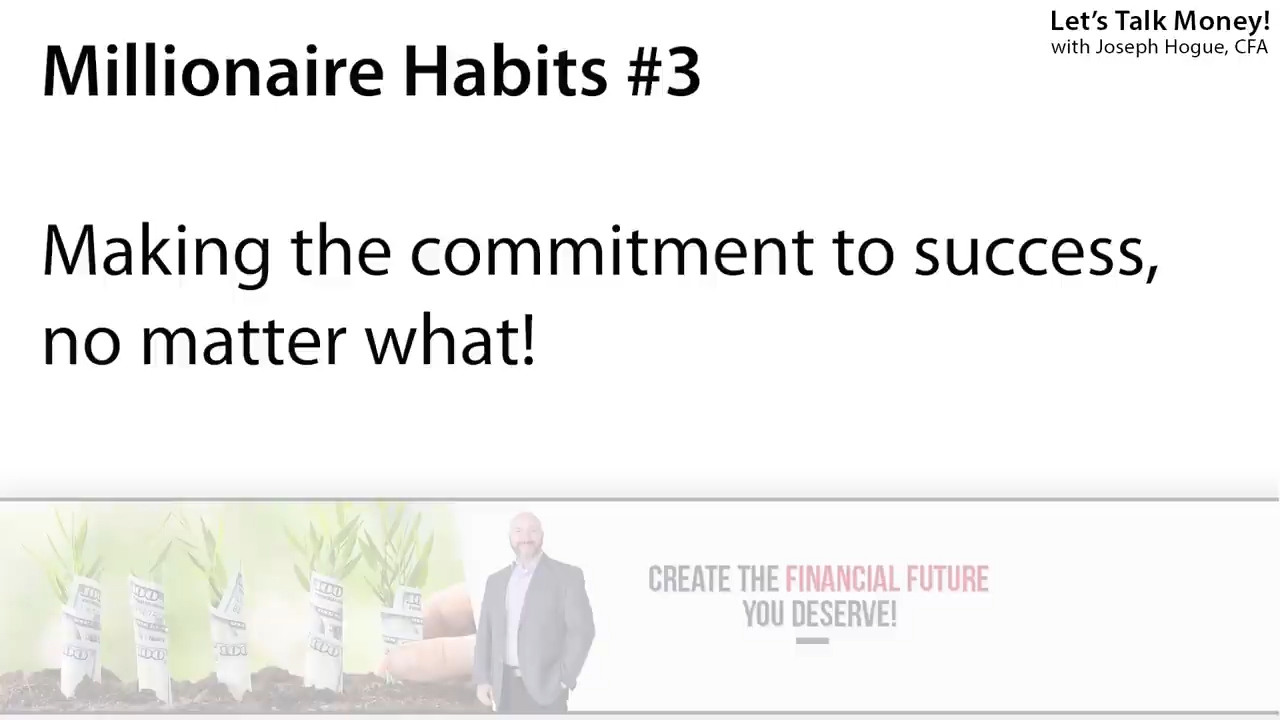 Let's Talk Money!
with Joseph Hogue, CFA
Millionaire Habits #3
Making the commitment to success,
no matter what!
CREATE THE FINANCIAL FUTURE
YOU DESERVE!